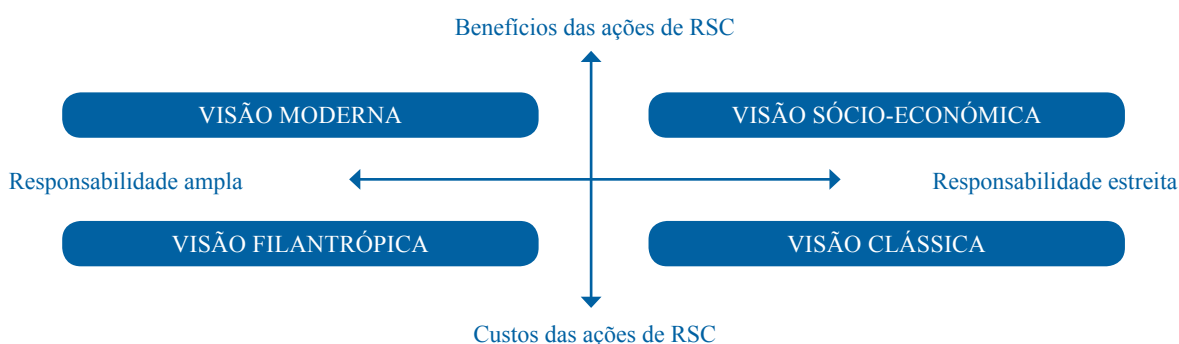 Benefícios das ações de RSC
VISÃO MODERNA
VISÃO SÓCIO-ECONÓMICA
Responsabilidade ampla
Responsabilidade estreita
VISÃO FILANTRÓPICA
VISÃO CLÁSSICA
Custos das ações de RSC